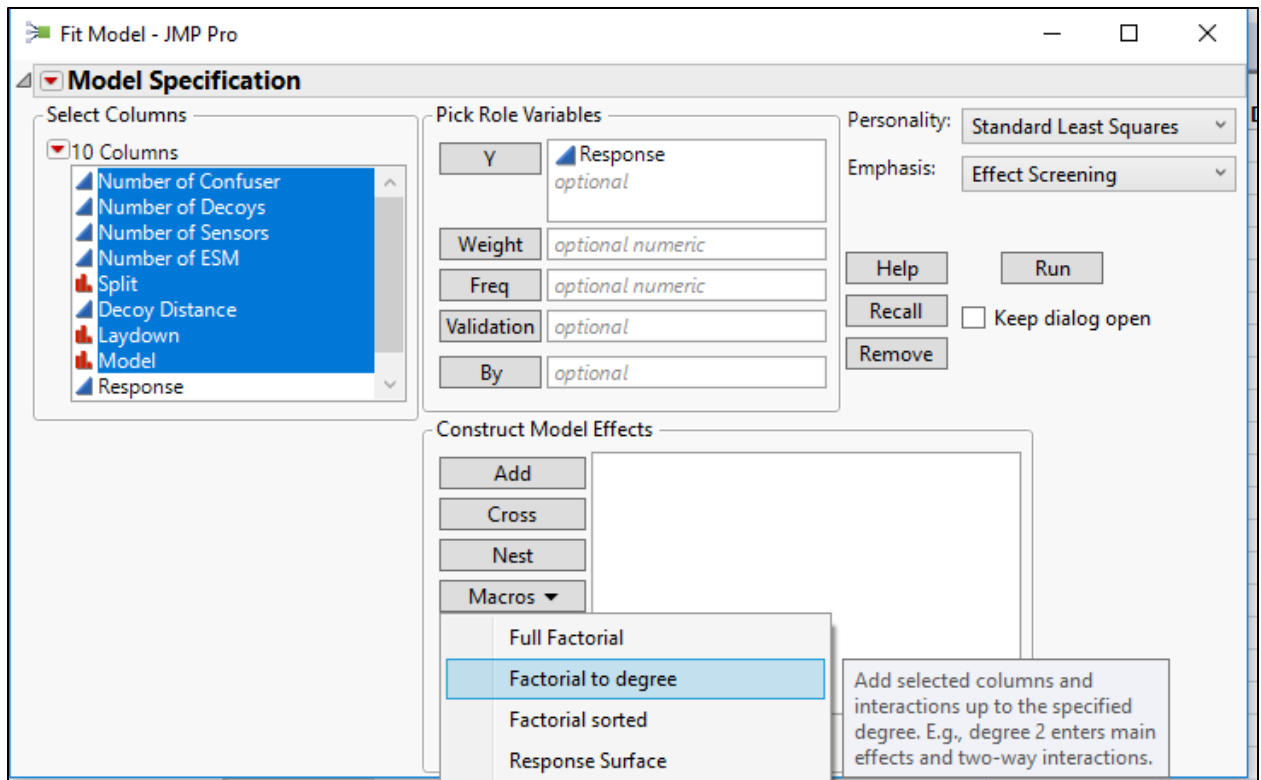 Fit Model - JMP Pro
Model Specification
Select Columns
10 Columns
Number of Confuser
Number of Decoys
Number of Sensors
Number of ESM
Split
Decoy Distance
Laydown
Model
Response
Pick Role Variables
Y
Response
optional
Weight
optional numeric
Freq
optional numeric
Validation
optional
By
optional
Personality:
Standard Least Squares
Emphasis:
Effect Screening
Help
Run
Recall
Keep dialog open
Remove
Construct Model Effects
Add
Cross
Nest
Macros
Full Factorial
Factorial to degree
Factorial sorted
Response Surface
Add selected columns and
interactions up to the specified
degree. E.g., degree 2 enters main
effects and two-way interactions.